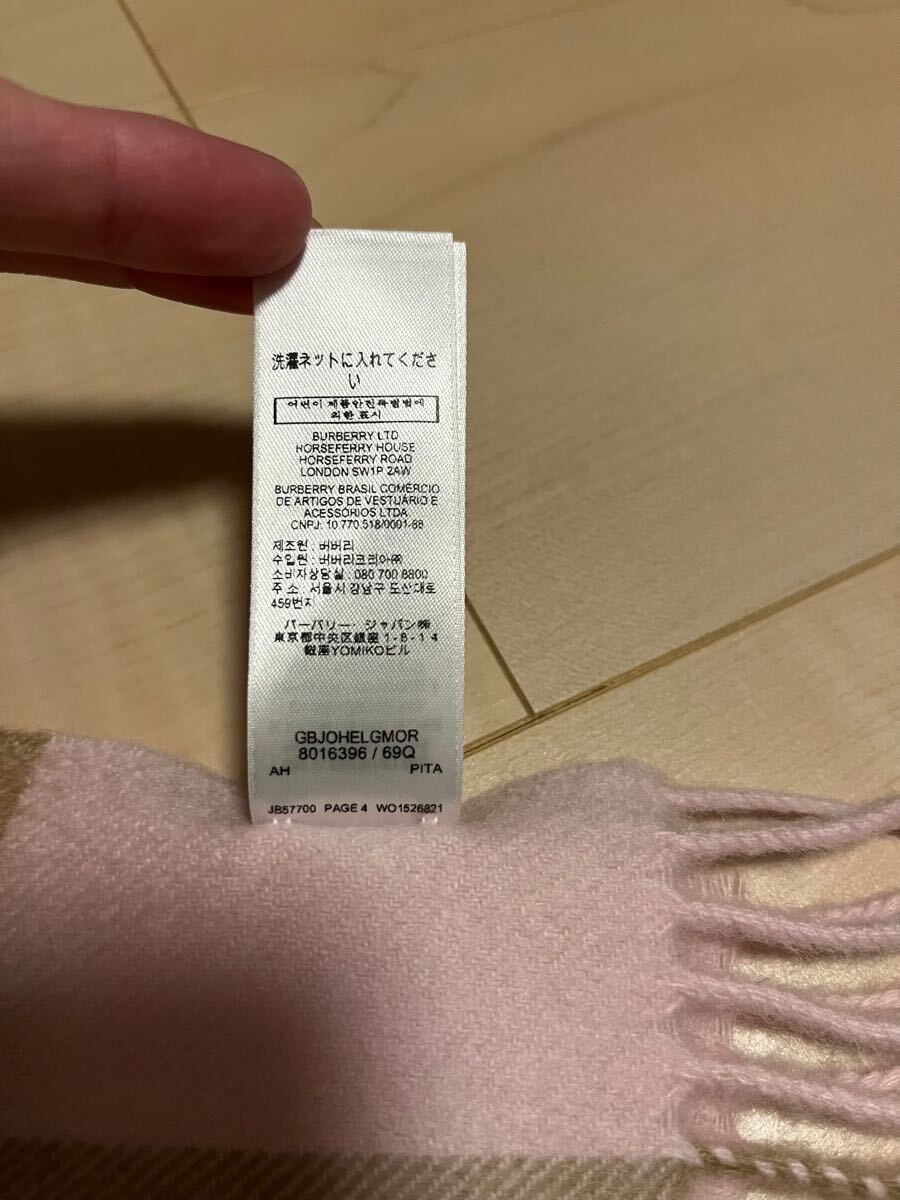 洗濯ネットに入れてくださ
い
어린이 제품안전특별법에
의한 표시
BURBERRY LTD
HORSEFERRY HOUSE
HORSEFERRY ROAD
LONDON SW1P 2AW
BURBERRY BRASIL COMÉRCIO
DE ARTIGOS DE VESTUÁRIO E
ACESSÓRIOS LTDA
CNPJ: 10.770.518/0001-68
제조원 : 버버리
수입원 : 버버리코리아㈜
소비자상담실 : 080 700 8800
주 소 : 서울시 강남구 도산대로
459번지
バーバリー・ジャパン㈱
東京都中央区銀座 1-8-14
銀座YOMIKOビル
GBJOHELGMOR
8016396 / 69Q
AH PITA
JB57700 PAGE 4 WO1526821